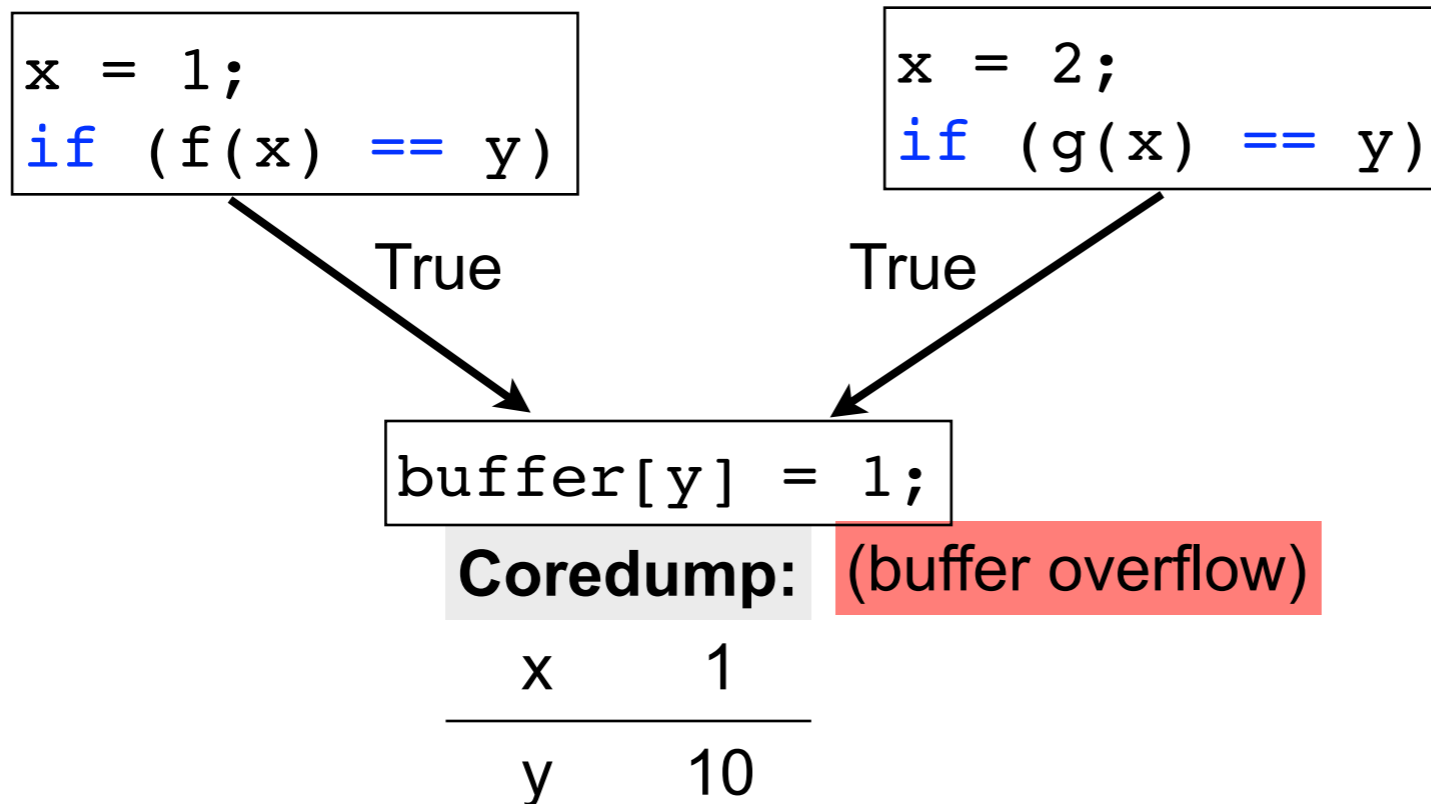 x = 1;
if (f(x) == y)
x = 2;
if (g(x) == y)
True
True
buffer[y] = 1;
Coredump: (buffer overflow)
x 1
y 10